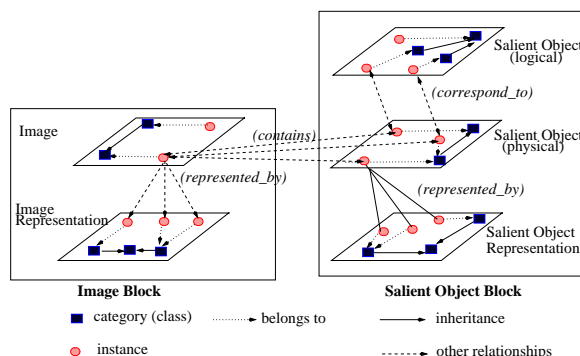 Salient Object
(logical)
(correspond_to)
Image
(contains)
Salient Object
(physical)
(represented_by)
(represented_by)
Image
Representation
Salient Object
Representation
Image Block
Salient Object Block
category (class)
belongs to
inheritance
instance
other relationships